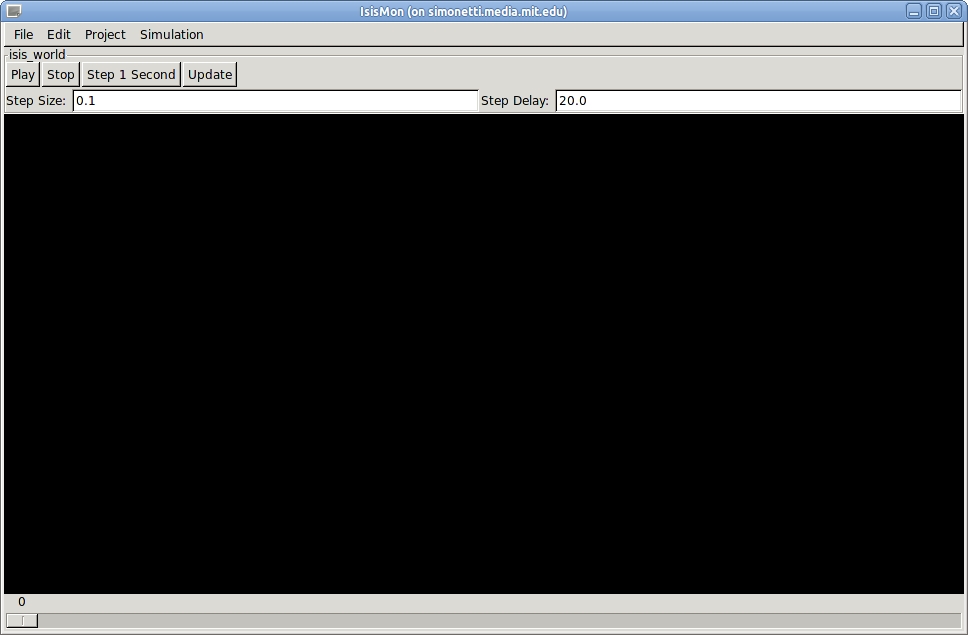 IsisMon (on simonetti.media.mit.edu)
File Edit Project Simulation
isis_world
Play Stop Step 1 Second Update
Step Size: 0.1 Step Delay: 20.0
0